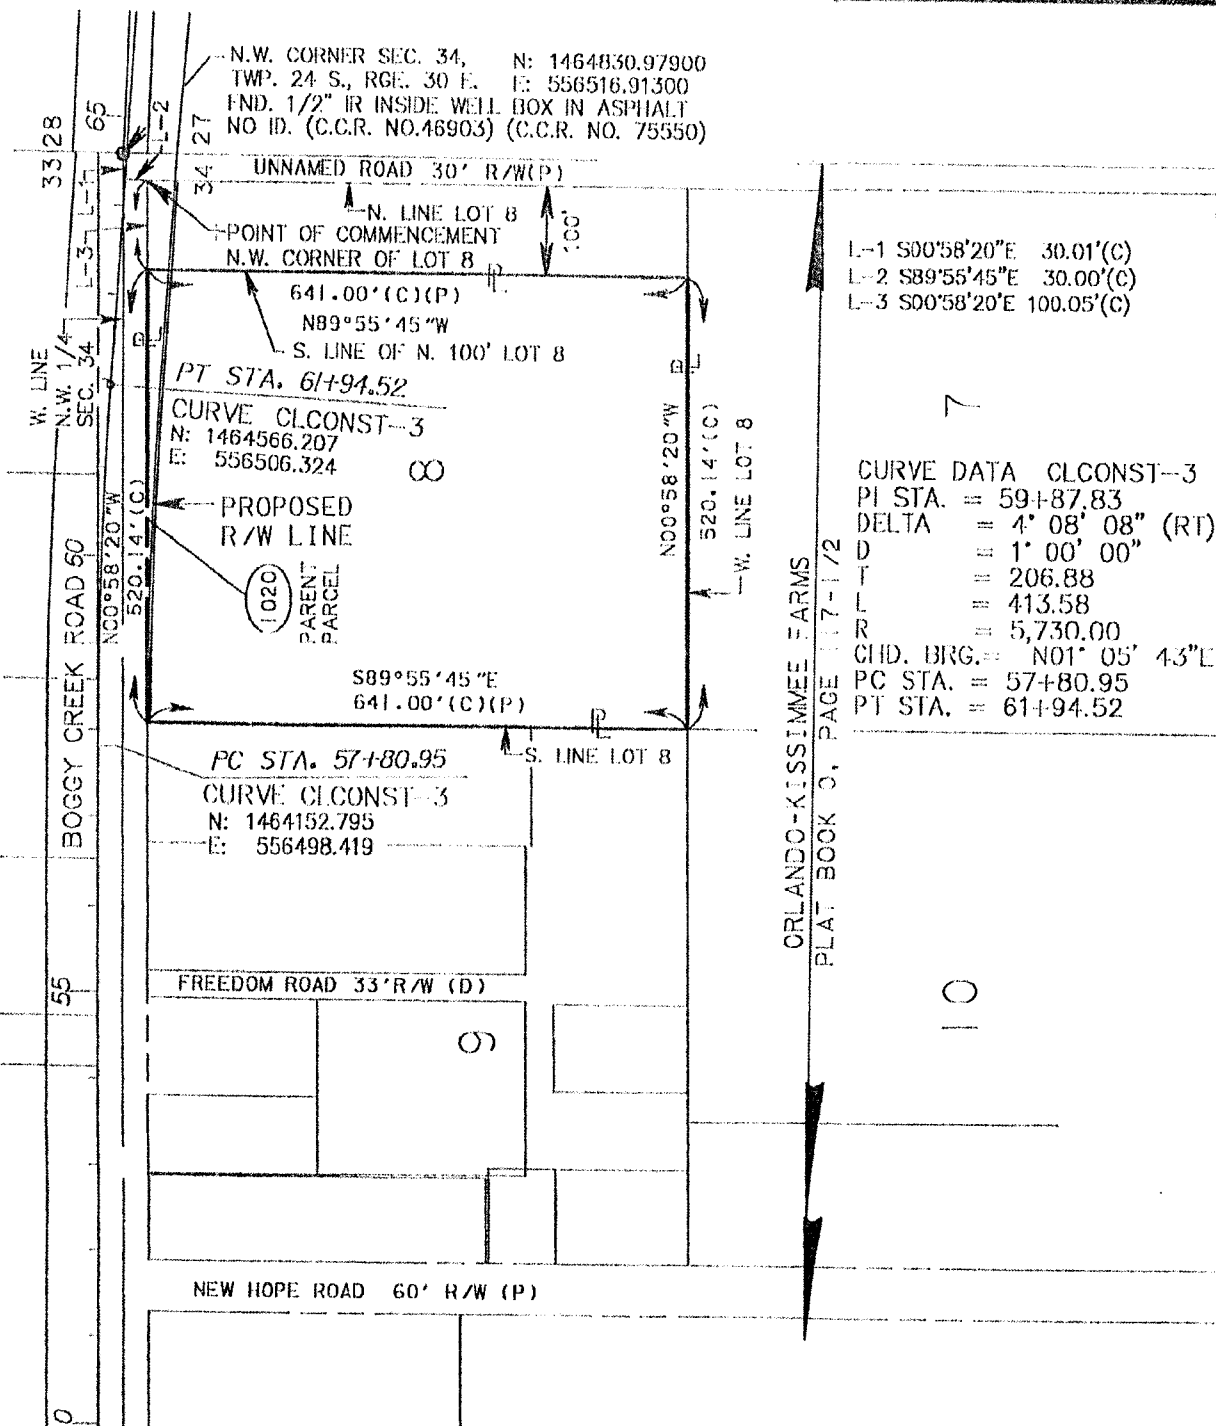 N.W. CORNER SEC. 34, N: 1464830.97900
TWP. 24 S., RGE. 30 E. E: 556516.91300
FND. 1/2" IR INSIDE WELL BOX IN ASPHALT
NO ID. (C.C.R. NO.46903) (C.C.R. NO. 75550)
33 28
65
L-2
34 27
UNNAMED ROAD 30' R/W(P)
L-1
L-3
N. LINE LOT 8
100'
POINT OF COMMENCEMENT
N.W. CORNER OF LOT 8
PL
641.00'(C)(P)
N89°55'45"W
S. LINE OF N. 100' LOT 8
L-1 S00°58'20"E 30.01'(C)
L-2 S89°55'45"E 30.00'(C)
L-3 S00°58'20"E 100.05'(C)
W. LINE
N.W. 1/4
SEC. 34
PL
PL
PT STA. 61+94.52
CURVE CLCONST-3
N: 1464566.207
E: 556506.324
8
7
PROPOSED
R/W LINE
1020
PARENT
PARCEL
N00°58'20"W
520.14'(C)
N00°58'20"W
520.14'(C)
W. LINE LOT 8
CURVE DATA CLCONST-3
PI STA. = 59+87.83
DELTA = 4° 08' 08" (RT)
D = 1° 00' 00"
T = 206.88
L = 413.58
R = 5,730.00
CHD. BRG.= N01° 05' 43"E
PC STA. = 57+80.95
PT STA. = 61+94.52
60
BOGGY CREEK ROAD
S89°55'45"E
641.00'(C)(P)
PL
S. LINE LOT 8
PC STA. 57+80.95
CURVE CLCONST-3
N: 1464152.795
E: 556498.419
ORLANDO-KISSIMMEE FARMS
PLAT BOOK O, PAGE 117-1/2
55
FREEDOM ROAD 33'R/W (D)
9
10
NEW HOPE ROAD 60' R/W (P)
0